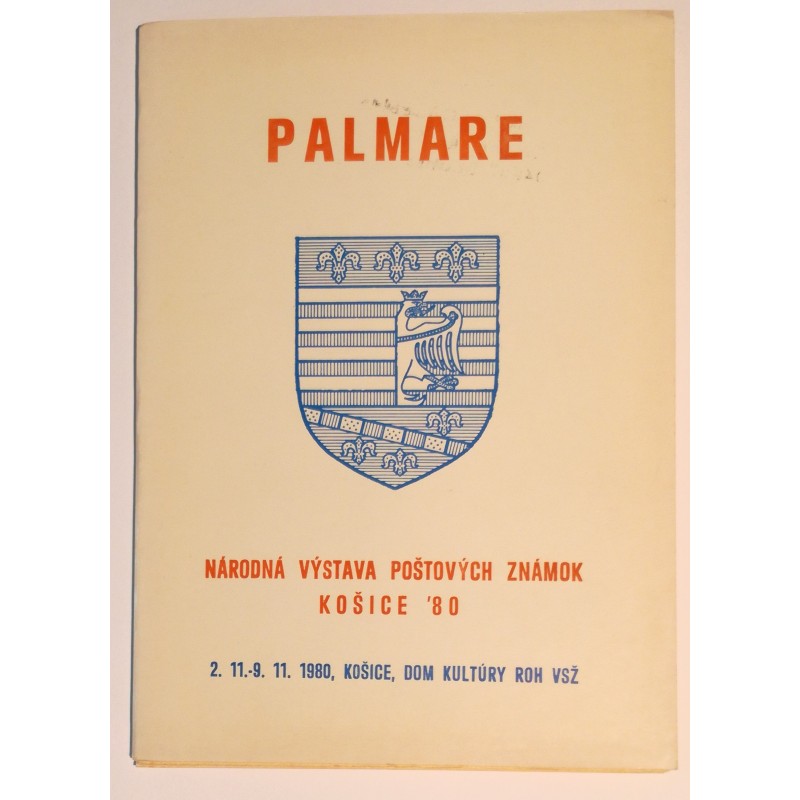 PALMARE
NÁRODNÁ VÝSTAVA POŠTOVÝCH ZNÁMOK
KOŠICE '80
2. 11.-9. 11. 1980, KOŠICE, DOM KULTÚRY ROH VSŽ